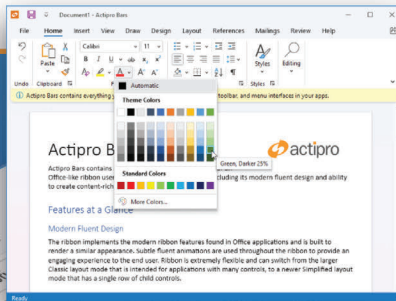 Document1 - Actipro Bars
File Home Insert View Draw Design Layout References Mailings Review Help
Paste
Calibri 11
B I U ab x₂ x²
Styles
Editing
Undo Clipboard Styles
Automatic
Actipro Bars contains everything toolbar, and menu interfaces in your apps.
Theme Colors
Actipro B
actipro
Green, Darker 25%
Actipro Bars contains cluding its modern fluent design and ability
Office-like ribbon use
to create content-rich
Standard Colors
More Colors...
Features at a Glance
Modern Fluent Design
The ribbon implements the modern ribbon features found in Office applications and is built to
render a similar appearance. Subtle fluent animations are used throughout the ribbon to provide an
engaging experience to the end user. Ribbon is extremely flexible and can switch from the larger
Classic layout mode that is intended for applications with many controls, to a newer Simplified layout
mode that has a single row of child controls.
Ready